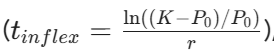 (t_{inflex} = \frac{\ln((K-P_0)/P_0)}{r}),